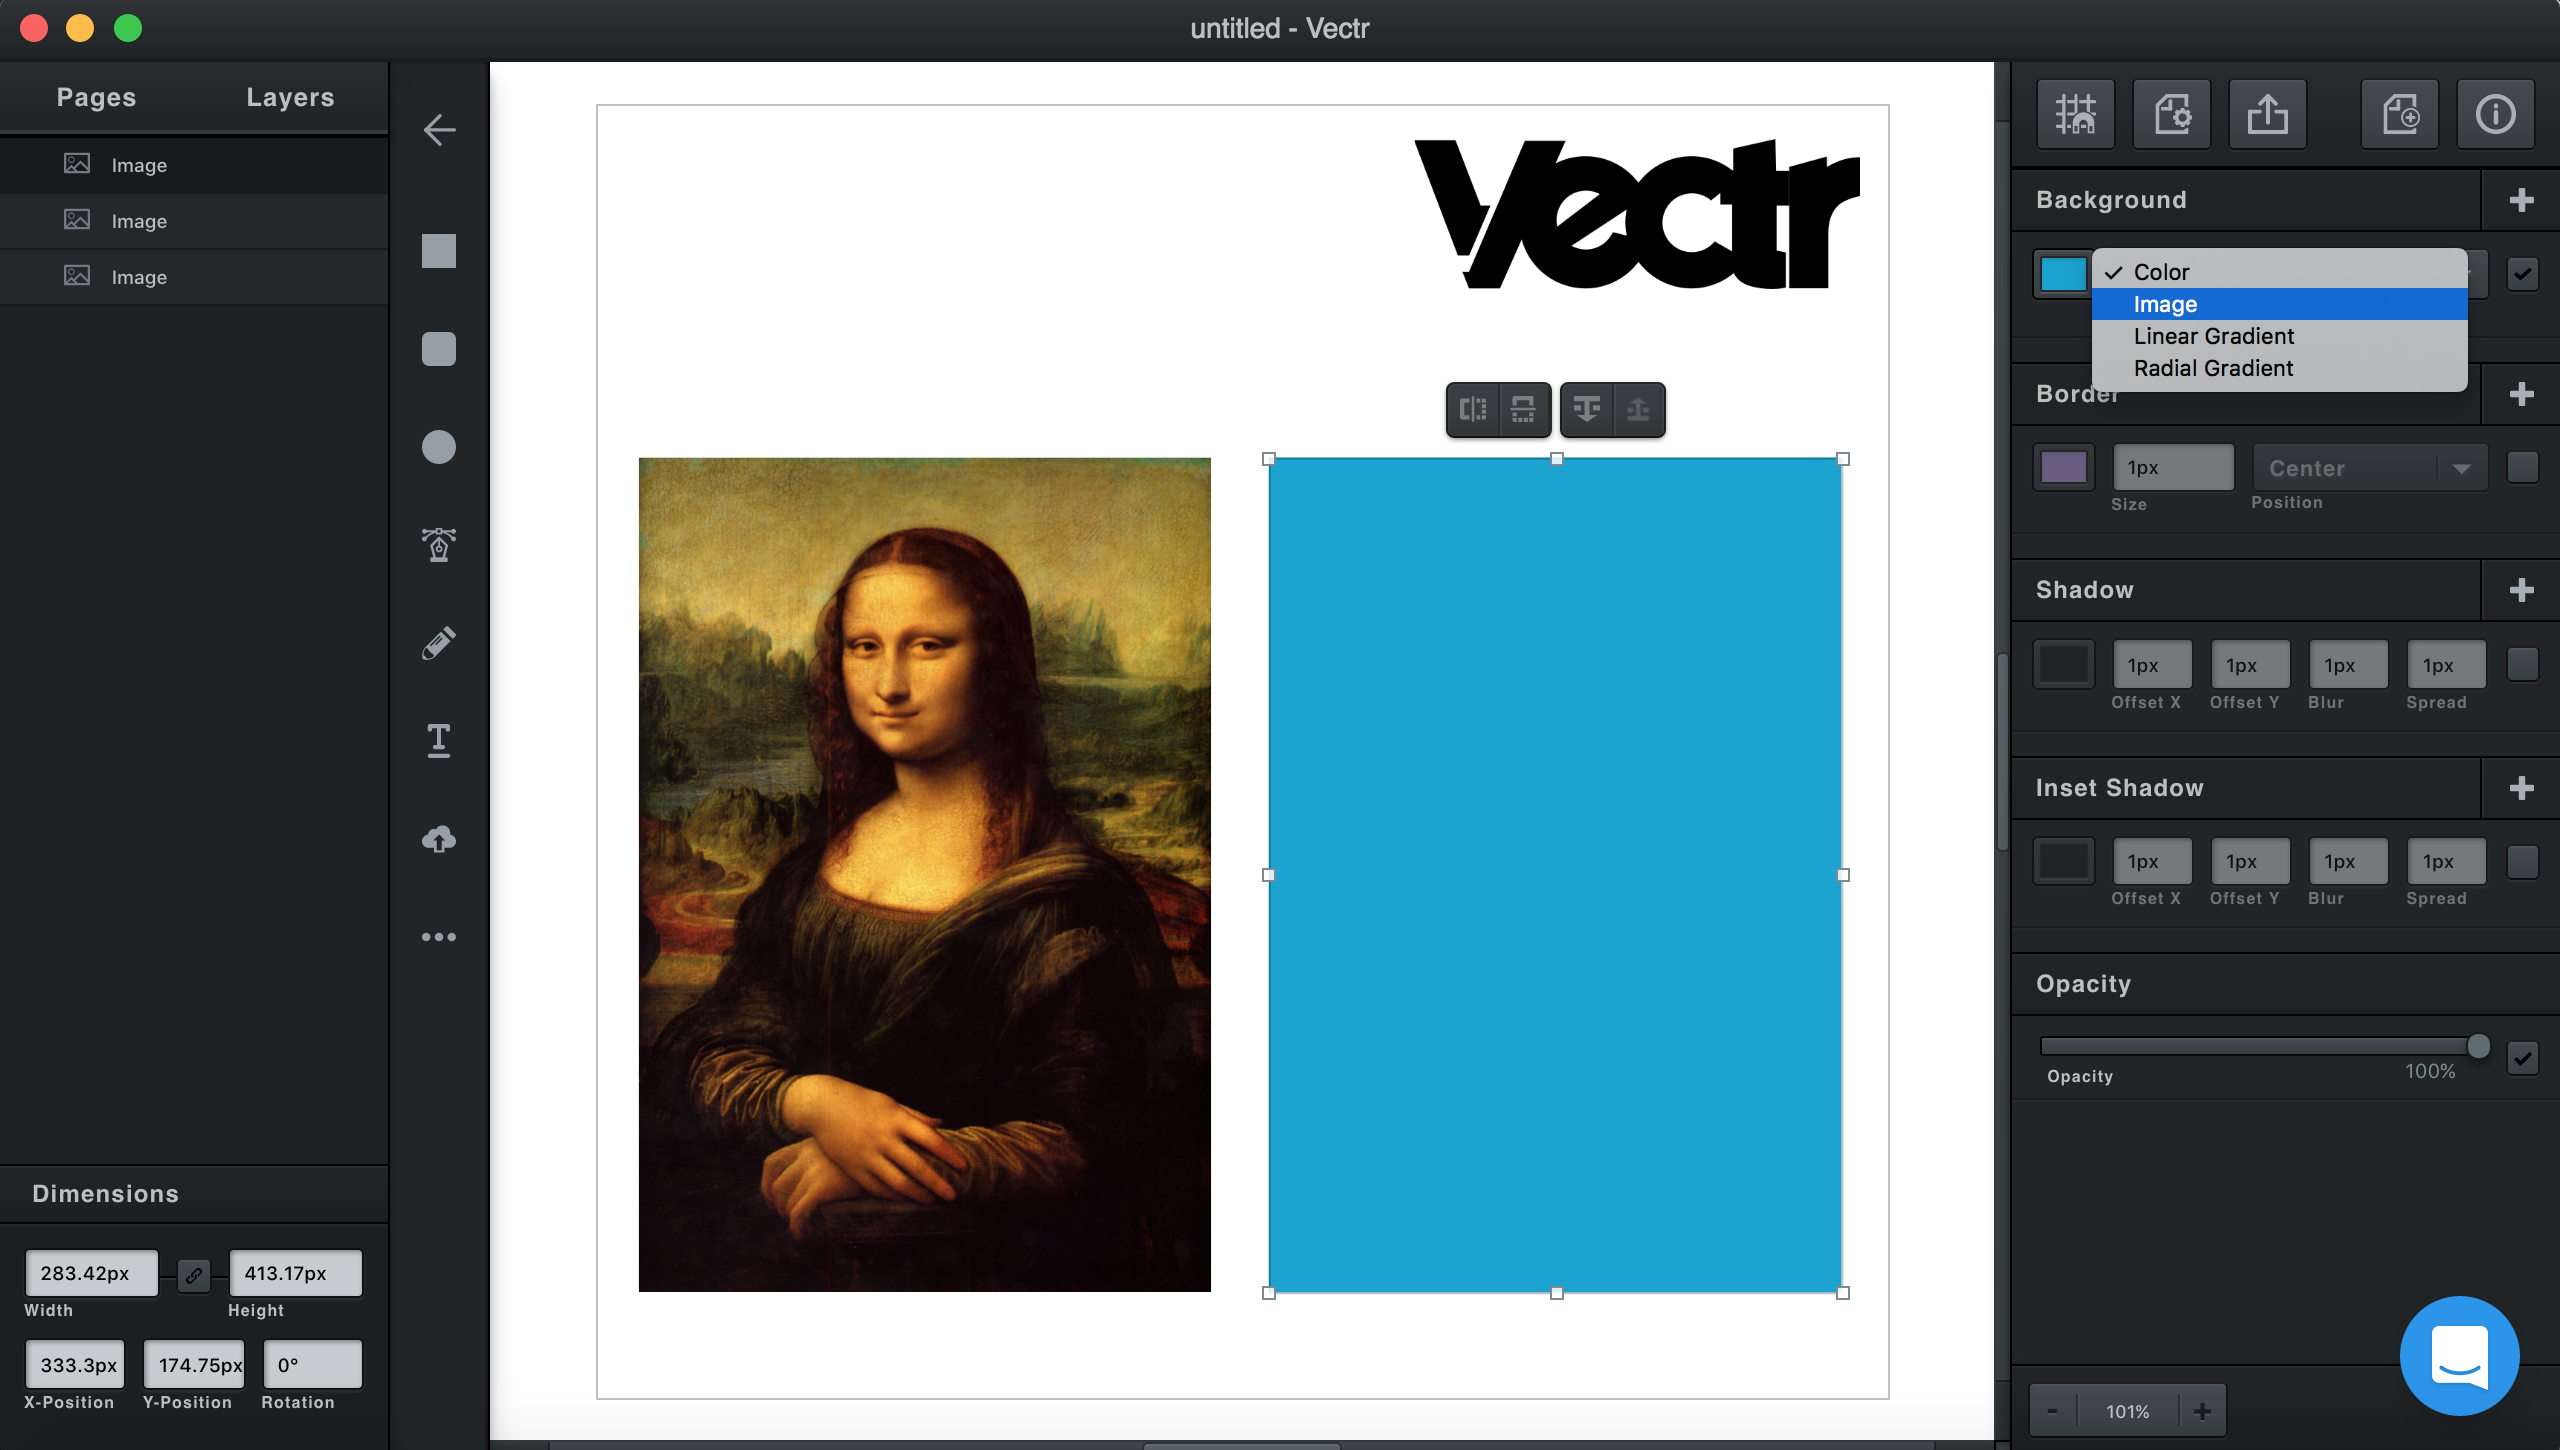 untitled - Vectr
Pages Layers
Image
Image
Image
Vectr
Background
Color
Image
Linear Gradient
Radial Gradient
Border
1px Center
Size Position
Shadow
1px 1px 1px 1px
Offset X Offset Y Blur Spread
Inset Shadow
1px 1px 1px 1px
Offset X Offset Y Blur Spread
Opacity
100%
Opacity
Dimensions
283.42px 413.17px
Width Height
333.3px 174.75px 0°
X-Position Y-Position Rotation
- 101% +